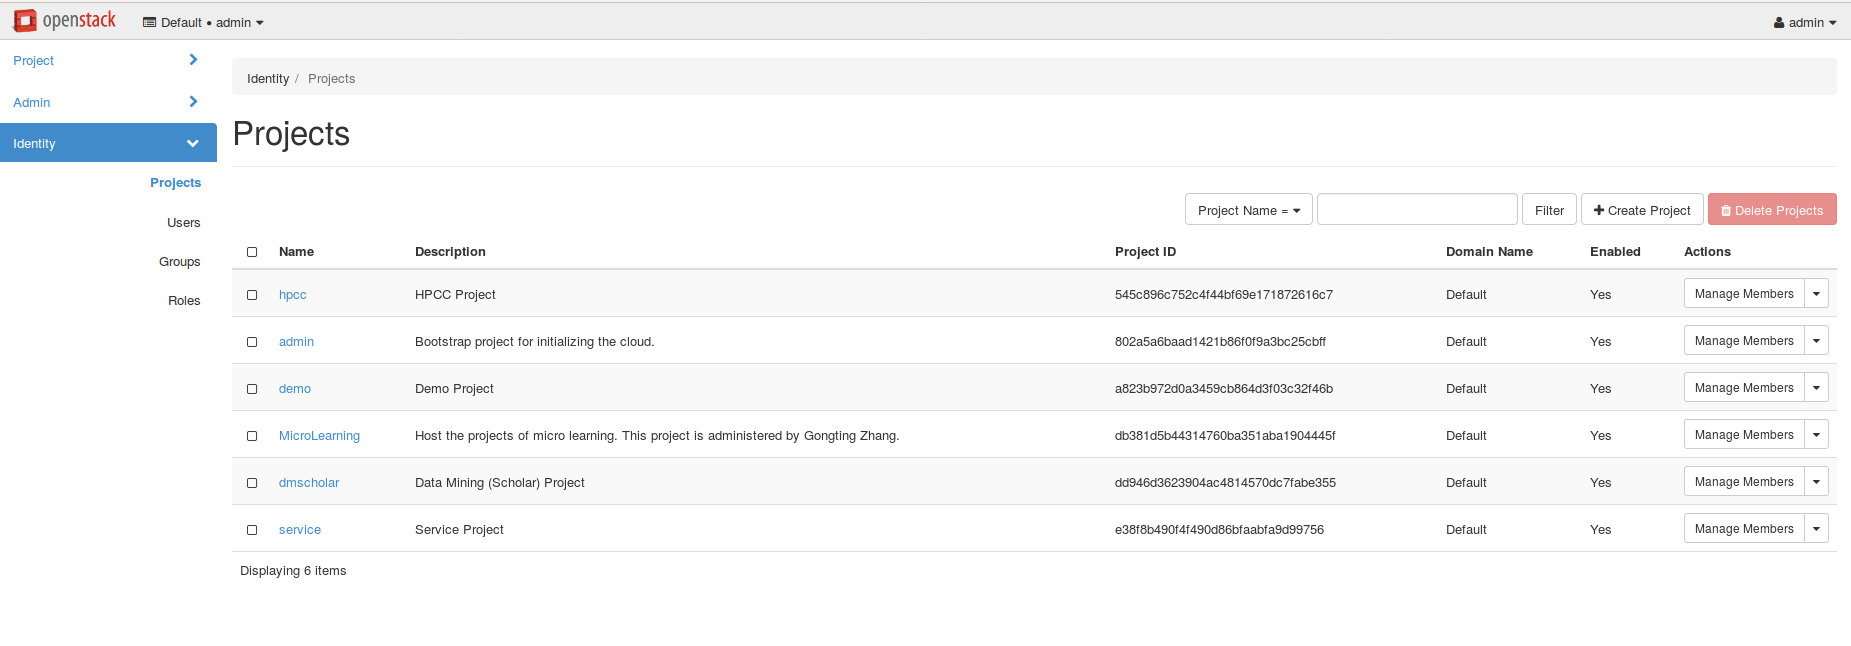 openstack Default • admin admin
Project
Admin
Identity
Projects
Users
Groups
Roles
Identity / Projects
Projects
Project Name = Filter Create Project Delete Projects
Name Description Project ID Domain Name Enabled Actions
hpcc HPCC Project 545c896c752c4f44bf69e171872616c7 Default Yes Manage Members
admin Bootstrap project for initializing the cloud. 802a5a6baad1421b86f0f9a3bc25cbff Default Yes Manage Members
demo Demo Project a823b972d0a3459cb864d3f03c32f46b Default Yes Manage Members
MicroLearning Host the projects of micro learning. This project is administered by Gongting Zhang. db381d5b44314760ba351aba1904445f Default Yes Manage Members
dmscholar Data Mining (Scholar) Project dd946d3623904ac4814570dc7fabe355 Default Yes Manage Members
service Service Project e38f8b490f4f490d86bfaabfa9d99756 Default Yes Manage Members
Displaying 6 items